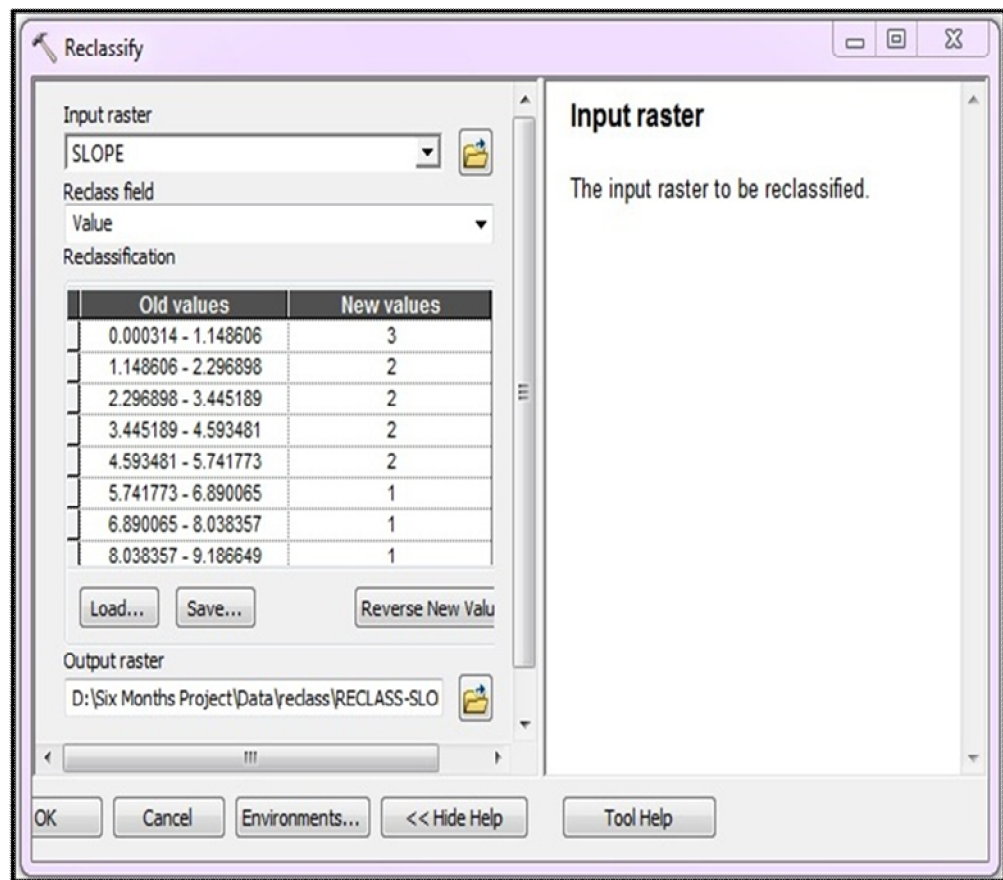 Reclassify
Input raster
SLOPE
Reclass field
Value
Reclassification
Old values New values
0.000314 - 1.148606 3
1.148606 - 2.296898 2
2.296898 - 3.445189 2
3.445189 - 4.593481 2
4.593481 - 5.741773 2
5.741773 - 6.890065 1
6.890065 - 8.038357 1
8.038357 - 9.186649 1
Load... Save... Reverse New Valu
Output raster
D:\Six Months Project\Data\reclass\RECLASS-SLO
OK Cancel Environments... << Hide Help Tool Help
Input raster
The input raster to be reclassified.